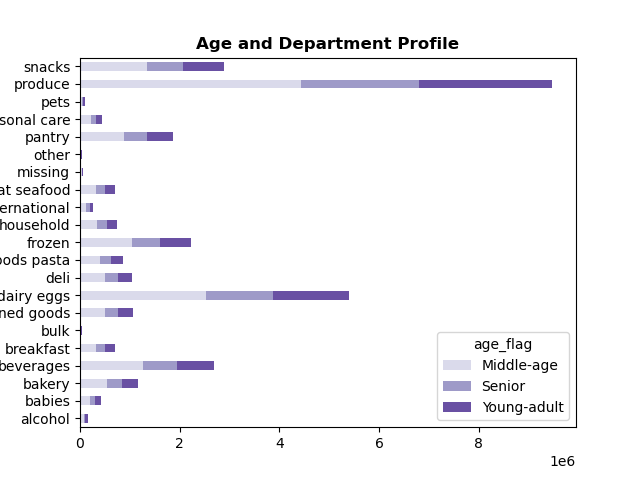 Age and Department Profile
snacks
produce
pets
sonal care
pantry
other
missing
at seafood
ernational
household
frozen
oods pasta
deli
dairy eggs
ned goods
bulk
breakfast
beverages
bakery
babies
alcohol
age_flag
Middle-age
Senior
Young-adult
0 2 4 6 8
1e6